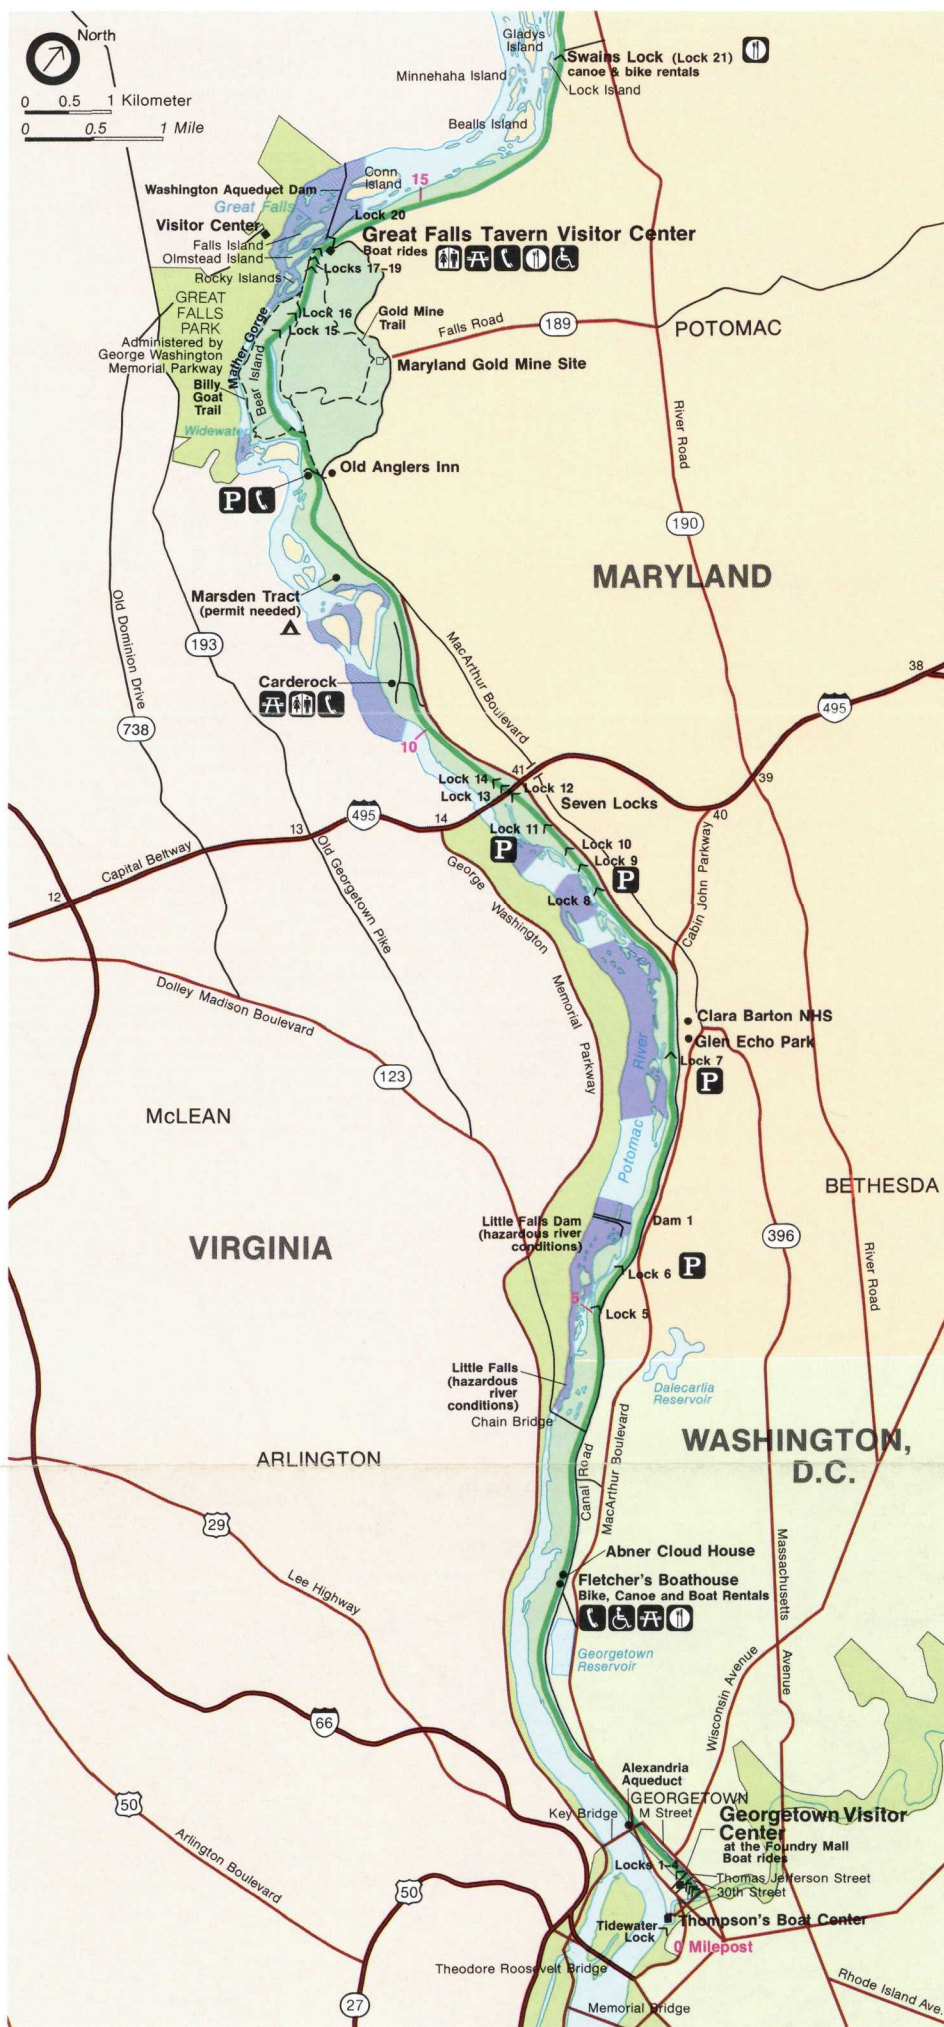 North
0 0.5 1 Kilometer
0 0.5 1 Mile
Gladys
Island
Swains Lock (Lock 21)
canoe & bike rentals
Minnehaha Island
Lock Island
Bealls Island
Conn
Island
15
Washington Aqueduct Dam
Great Falls
Lock 20
Visitor Center
Great Falls Tavern Visitor Center
Falls Island
Boat rides
Olmstead Island
Locks 17-19
Rocky Islands
GREAT
FALLS
PARK
Administered by
George Washington
Memorial Parkway
Lock 16
Lock 15
Gold Mine
Trail
Falls Road
189
POTOMAC
Mather Gorge
Bear Island
Maryland Gold Mine Site
Billy
Goat
Trail
Widewater
River Road
Old Anglers Inn
P
190
MARYLAND
Marsden Tract
(permit needed)
Old Dominion Drive
193
MacArthur Boulevard
Carderock
38
495
738
10
41
39
Lock 14
Lock 13
Lock 12
Seven Locks
40
495
14
13
Lock 11
P
Lock 10
Lock 9
P
Lock 8
Capital Beltway
12
Old Georgetown Pike
George Washington Memorial Parkway
Cabin John Parkway
Dolley Madison Boulevard
Clara Barton NHS
Glen Echo Park
Lock 7
P
123
McLEAN
Potomac River
BETHESDA
Little Falls Dam
(hazardous river
conditions)
Dam 1
396
VIRGINIA
Lock 6
P
River Road
5
Lock 5
Little Falls
(hazardous
river
conditions)
Dalecarlia
Reservoir
Chain Bridge
WASHINGTON,
D.C.
ARLINGTON
Canal Road
MacArthur Boulevard
29
Lee Highway
Abner Cloud House
Fletcher's Boathouse
Bike, Canoe and Boat Rentals
Massachusetts Avenue
Georgetown
Reservoir
Wisconsin Avenue
66
Alexandria
Aqueduct
GEORGETOWN
50
Key Bridge
M Street
Georgetown Visitor
Center
at the Foundry Mall
Boat rides
Arlington Boulevard
Locks 1-4
Thomas Jefferson Street
30th Street
50
Tidewater
Lock
Thompson's Boat Center
0 Milepost
Theodore Roosevelt Bridge
Rhode Island Ave.
27
Memorial Bridge